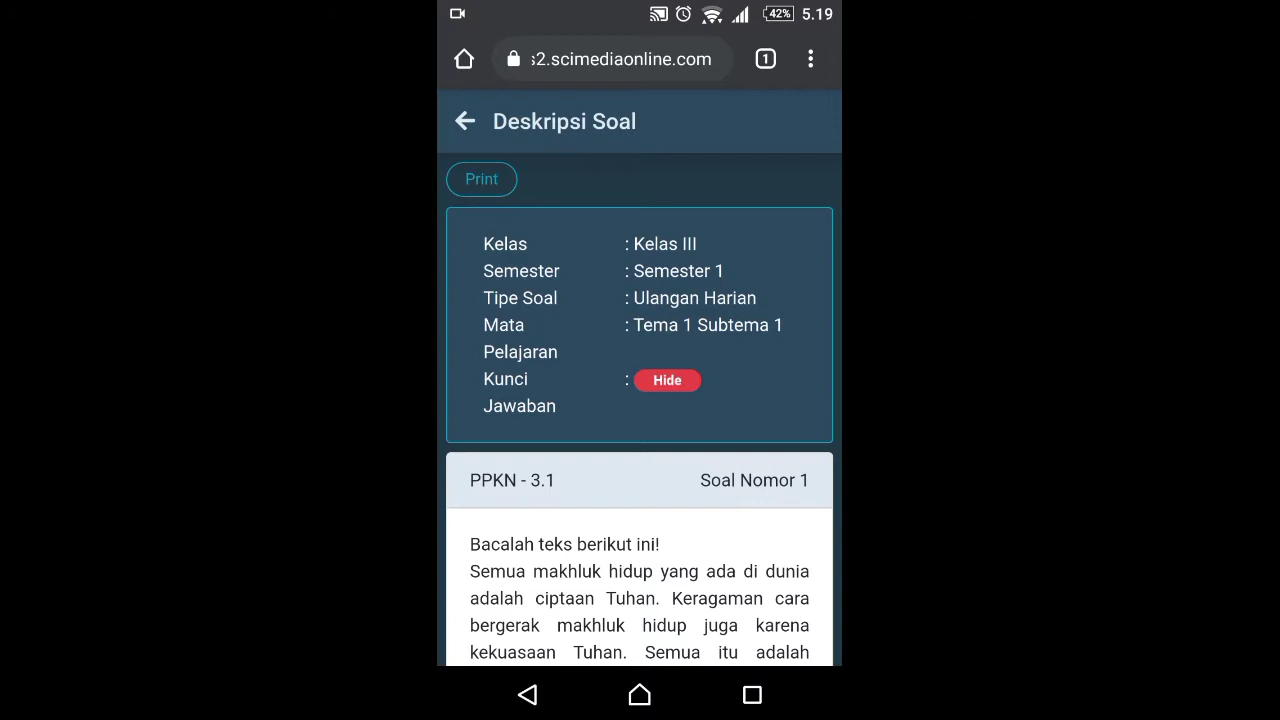 42% 5.19
s2.scimediaonline.com 1
Deskripsi Soal
Print
Kelas : Kelas III
Semester : Semester 1
Tipe Soal : Ulangan Harian
Mata : Tema 1 Subtema 1
Pelajaran
Kunci : Hide
Jawaban
PPKN - 3.1 Soal Nomor 1
Bacalah teks berikut ini!
Semua makhluk hidup yang ada di dunia
adalah ciptaan Tuhan. Keragaman cara
bergerak makhluk hidup juga karena
kekuasaan Tuhan. Semua itu adalah